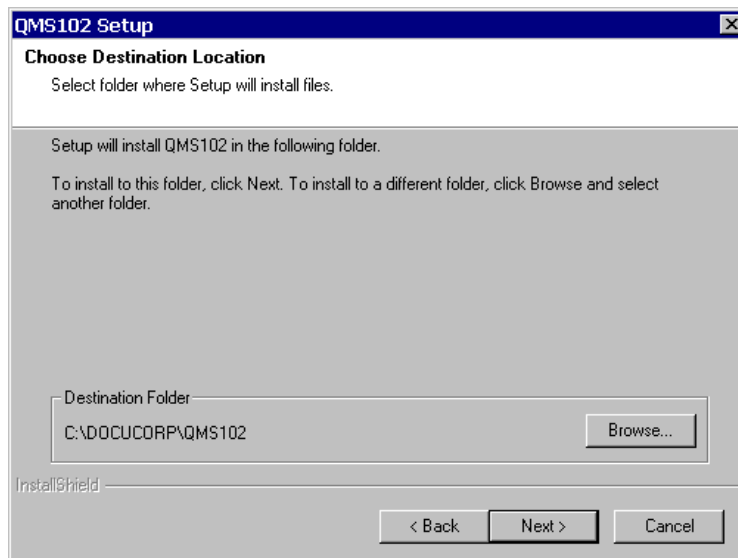 QMS102 Setup
Choose Destination Location
Select folder where Setup will install files.
Setup will install QMS102 in the following folder.
To install to this folder, click Next. To install to a different folder, click Browse and select
another folder.
Destination Folder
C:\DOCUCORP\QMS102
Browse...
InstallShield
< Back
Next >
Cancel